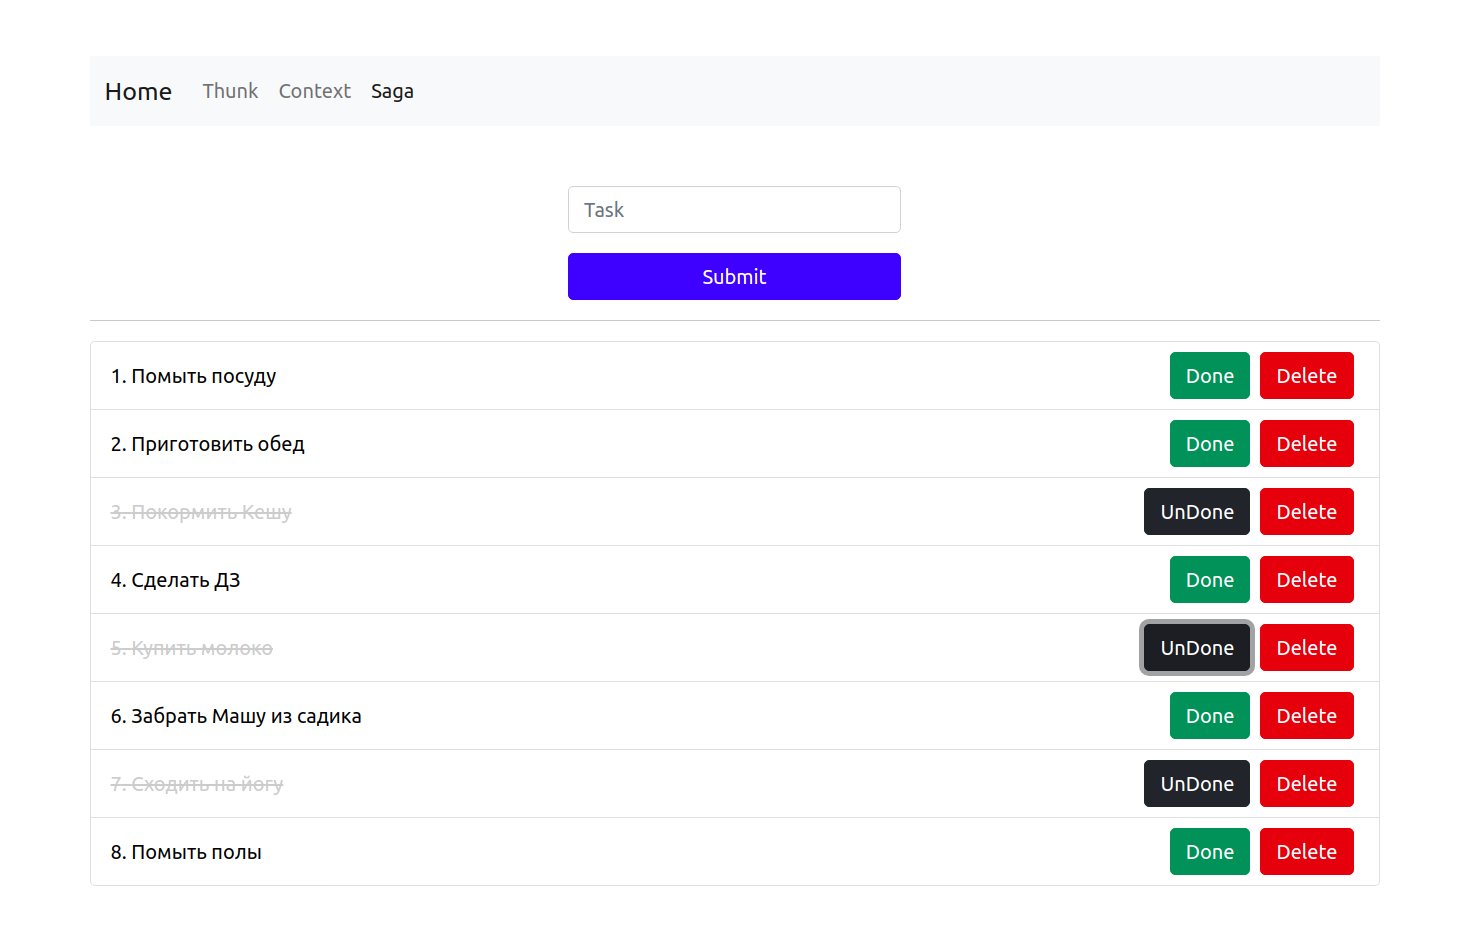 Home Thunk Context Saga
Task
Submit
1. Помыть посуду Done Delete
2. Приготовить обед Done Delete
3. Покормить Кешу UnDone Delete
4. Сделать ДЗ Done Delete
5. Купить молоко UnDone Delete
6. Забрать Машу из садика Done Delete
7. Сходить на йогу UnDone Delete
8. Помыть полы Done Delete